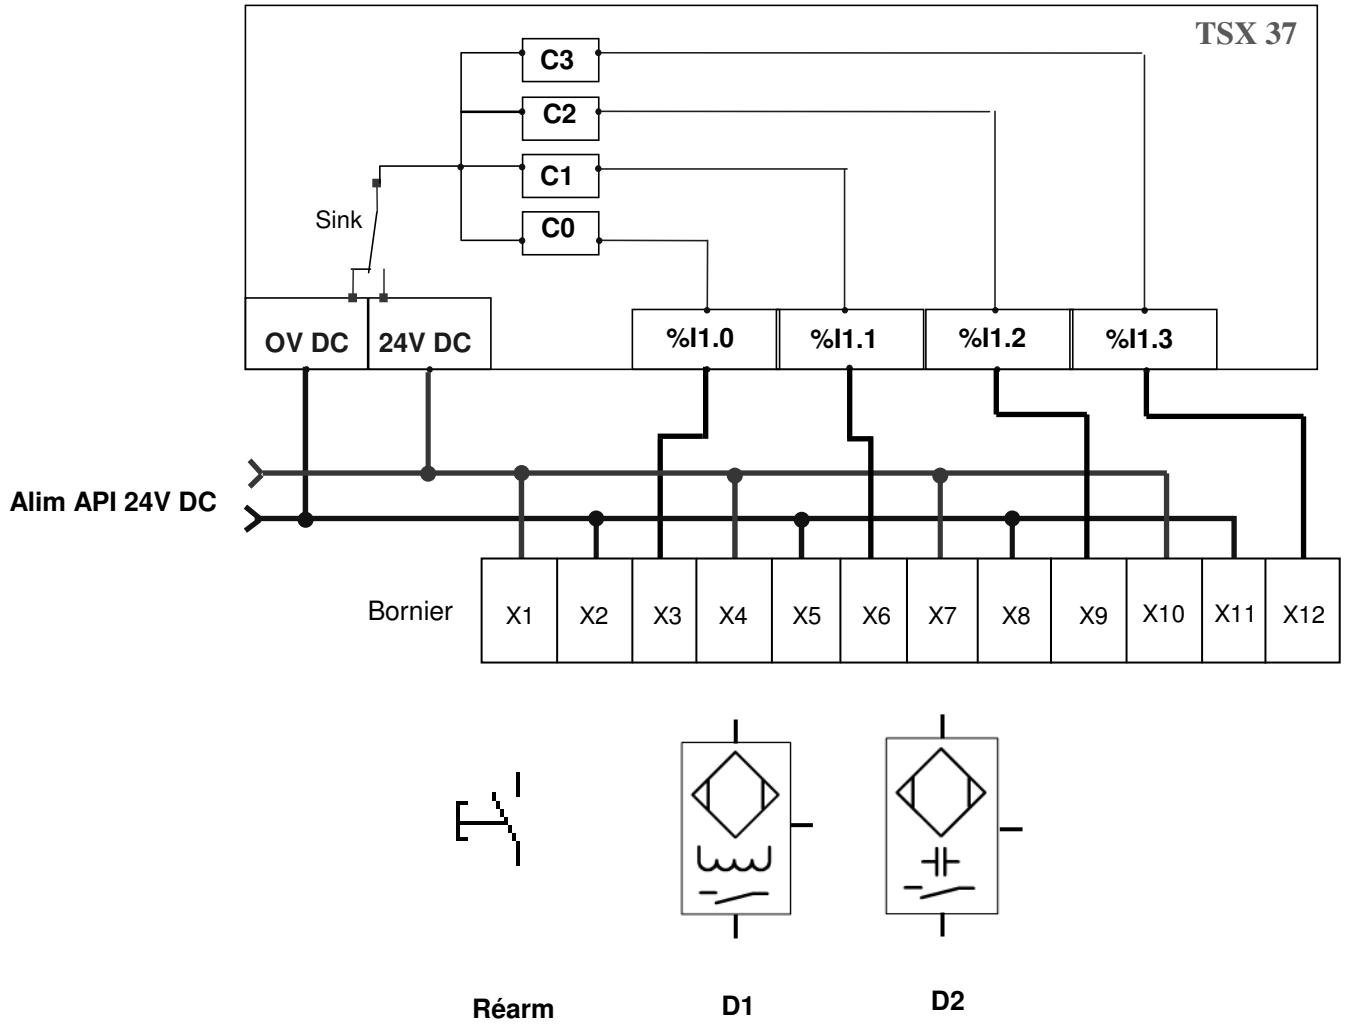 TSX 37
C3
C2
C1
C0
Sink
OV DC 24V DC %I1.0 %I1.1 %I1.2 %I1.3
Alim API 24V DC
Bornier X1 X2 X3 X4 X5 X6 X7 X8 X9 X10 X11 X12
Réarm D1 D2